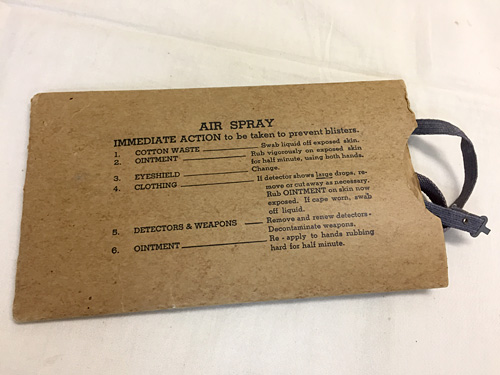 AIR SPRAY
IMMEDIATE ACTION to be taken to prevent blisters.
1. COTTON WASTE Swab liquid off exposed skin.
2. OINTMENT Rub vigorously on exposed skin
for half minute, using both hands.
3. EYESHIELD Change.
4. CLOTHING If detector shows large drops, re-
move or cut away as necessary.
Rub OINTMENT on skin now
exposed. If cape worn, swab
off liquid.
5. DETECTORS & WEAPONS Remove and renew detectors-
Decontaminate weapons.
6. OINTMENT Re-apply to hands rubbing
hard for half minute.